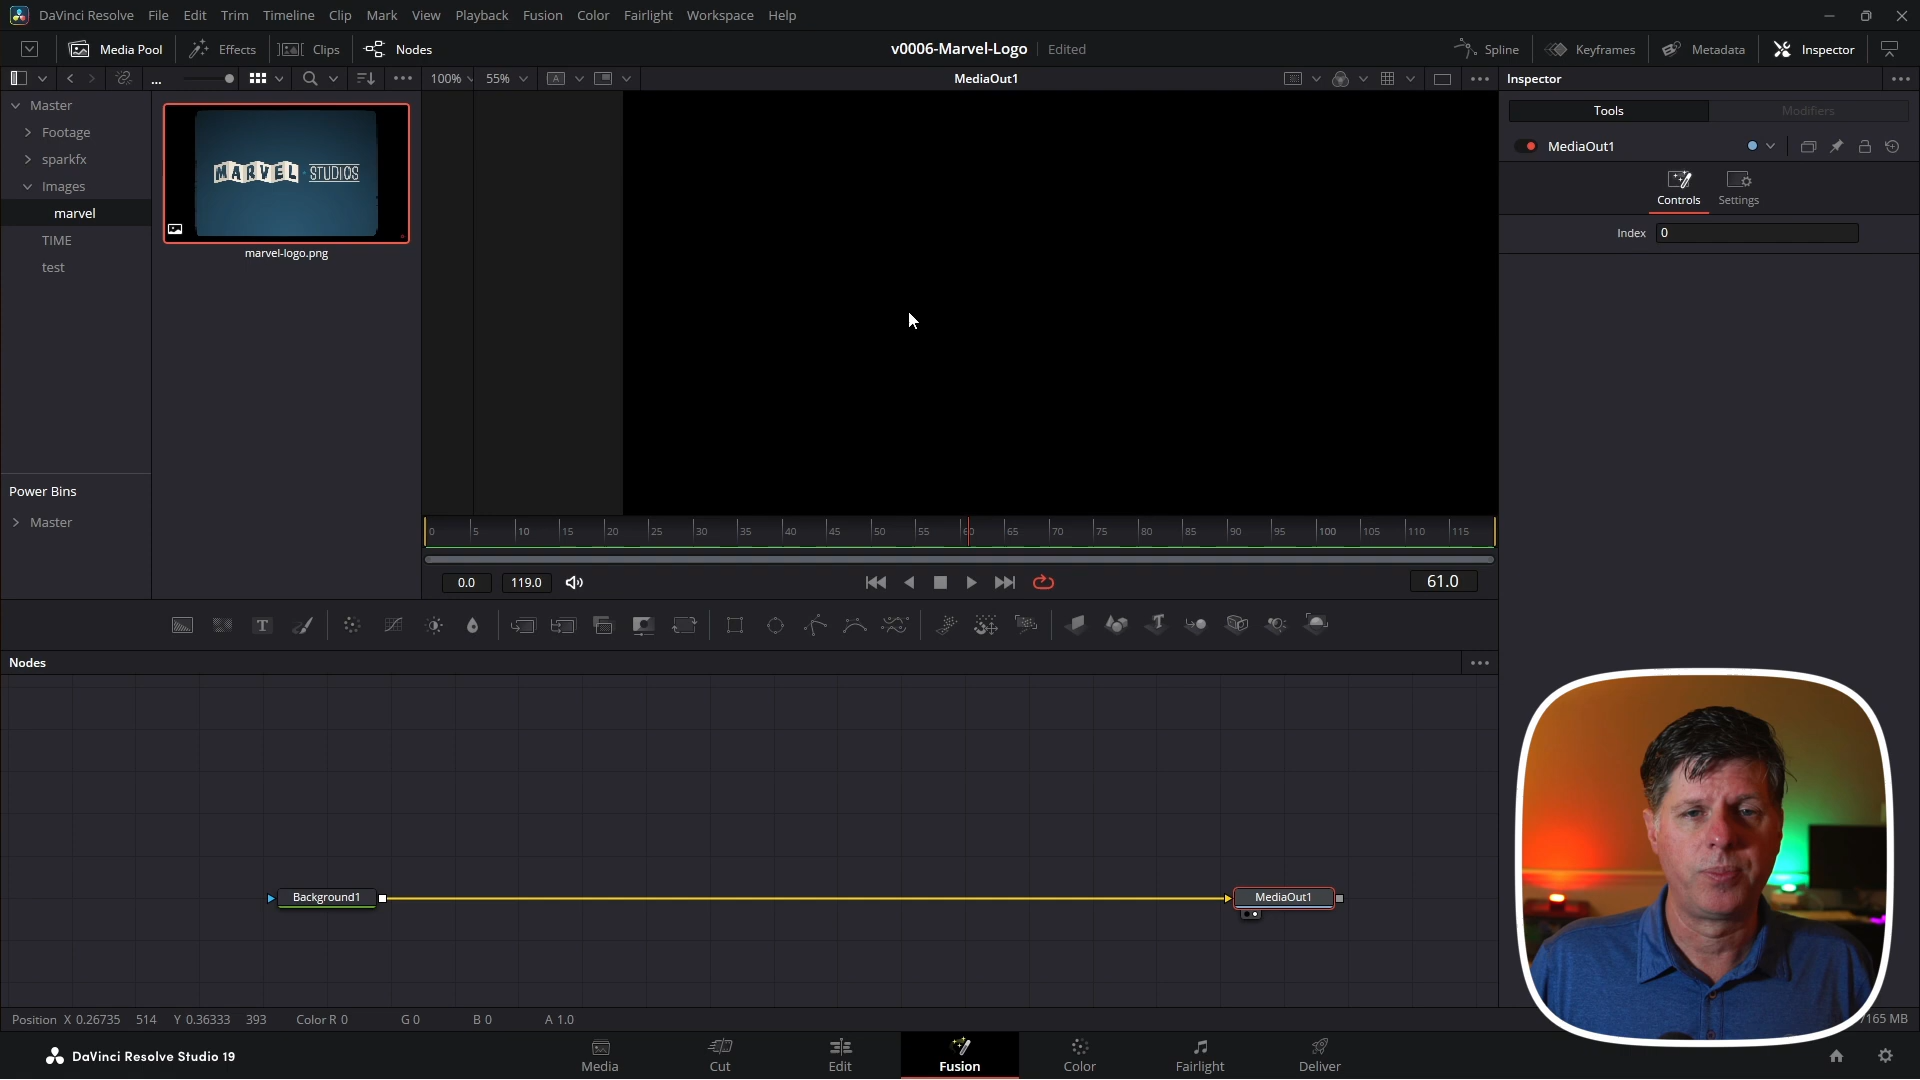 DaVinci Resolve File Edit Trim Timeline Clip Mark View Playback Fusion Color Fairlight Workspace Help
Media Pool Effects Clips Nodes v0006-Marvel-Logo Edited Spline Keyframes Metadata Inspector
... 100% 55% A MediaOut1 Inspector
Master
Footage
sparkfx
Images
marvel
TIME
test
MARVEL STUDIOS
marvel-logo.png
Power Bins
Master
Tools Modifiers
MediaOut1
Controls Settings
Index 0
0 5 10 15 20 25 30 35 40 45 50 55 60 65 70 75 80 85 90 95 100 105 110 115
0.0 119.0 61.0
T
Nodes
Background1 MediaOut1
Position X 0.26735 514 Y 0.36333 393 Color R 0 G 0 B 0 A 1.0
DaVinci Resolve Studio 19 Media Cut Edit Fusion Color Fairlight Deliver